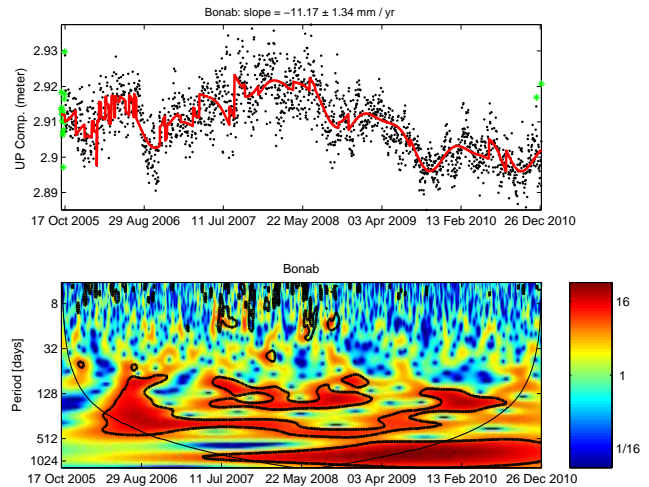 Bonab: slope = −11.17 ± 1.34 mm / yr
UP Comp. (meter)
2.93
2.92
2.91
2.9
2.89
17 Oct 2005 29 Aug 2006 11 Jul 2007 22 May 2008 03 Apr 2009 13 Feb 2010 26 Dec 2010
Bonab
Period [days]
8
32
128
512
1024
17 Oct 2005 29 Aug 2006 11 Jul 2007 22 May 2008 03 Apr 2009 13 Feb 2010 26 Dec 2010
16
1
1/16